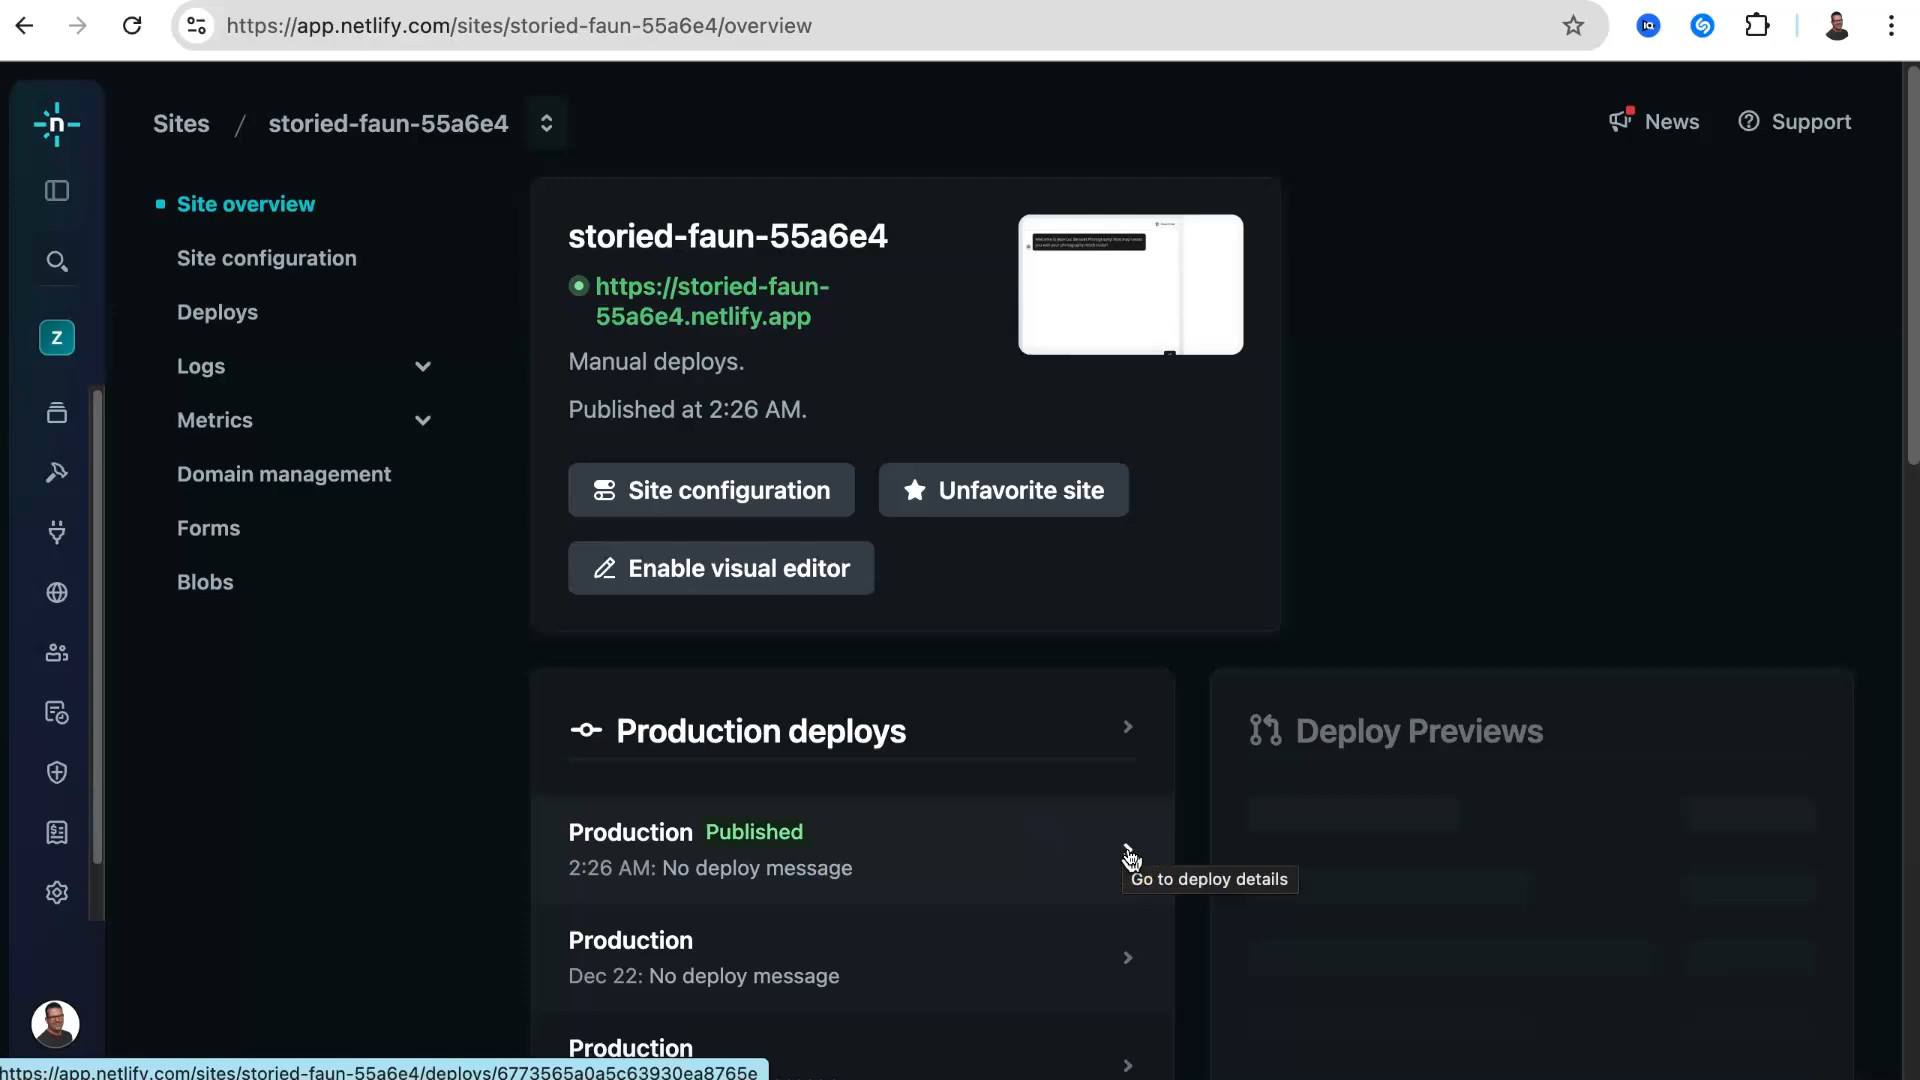 https://app.netlify.com/sites/storied-faun-55a6e4/overview
Sites / storied-faun-55a6e4
News
Support
Site overview
Site configuration
Deploys
Logs
Metrics
Domain management
Forms
Blobs
Z
storied-faun-55a6e4
https://storied-faun-
55a6e4.netlify.app
Manual deploys.
Published at 2:26 AM.
Site configuration
Unfavorite site
Enable visual editor
Production deploys
Deploy Previews
Production Published
2:26 AM: No deploy message
Go to deploy details
Production
Dec 22: No deploy message
Production
https://app.netlify.com/sites/storied-faun-55a6e4/deploys/6773565a0a5c63930ea8765e